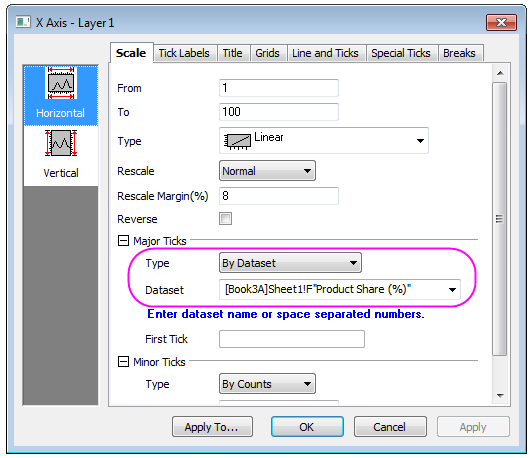 X Axis - Layer1
Scale Tick Labels Title Grids Line and Ticks Special Ticks Breaks
Horizontal
Vertical
From 1
To 100
Type Linear
Rescale Normal
Rescale Margin(%) 8
Reverse
Major Ticks
Type By Dataset
Dataset [Book3A]Sheet1!F"Product Share (%)"
Enter dataset name or space separated numbers.
First Tick
Minor Ticks
Type By Counts
Apply To... OK Cancel Apply